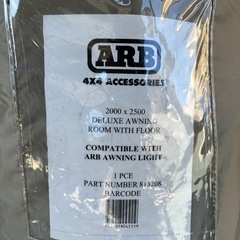 ARB
4X4 ACCESSORIES
2000 x 2500
DELUXE AWNING
ROOM WITH FLOOR
COMPATIBLE WITH
ARB AWNING LIGHT
1 PCE
PART NUMBER 813208
BARCODE